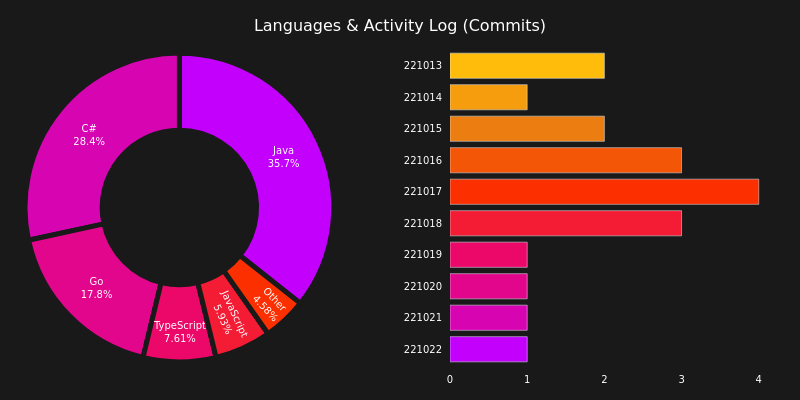 Languages & Activity Log (Commits)
C#
28.4%
Java
35.7%
Go
17.8%
TypeScript
7.61%
JavaScript
5.93%
Other
4.58%
221013
221014
221015
221016
221017
221018
221019
221020
221021
221022
0 1 2 3 4